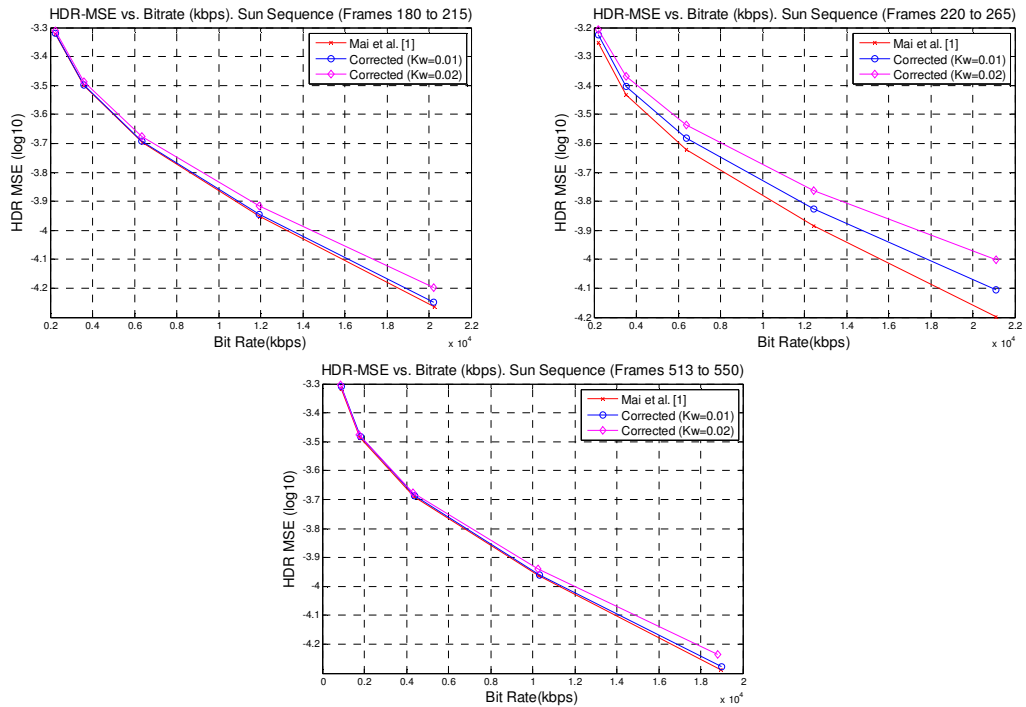 HDR-MSE vs. Bitrate (kbps). Sun Sequence (Frames 180 to 215)
-3.3
-3.4
-3.5
-3.6
-3.7
-3.8
-3.9
-4
-4.1
-4.2
HDR MSE (log10)
Mai et al. [1]
Corrected (Kw=0.01)
Corrected (Kw=0.02)
0.2 0.4 0.6 0.8 1 1.2 1.4 1.6 1.8 2 2.2
x 10⁴
Bit Rate(kbps)
HDR-MSE vs. Bitrate (kbps). Sun Sequence (Frames 220 to 265)
-3.3
-3.4
-3.5
-3.6
-3.7
-3.8
-3.9
-4
-4.1
-4.2
HDR MSE (log10)
Mai et al. [1]
Corrected (Kw=0.01)
Corrected (Kw=0.02)
0.2 0.4 0.6 0.8 1 1.2 1.4 1.6 1.8 2 2.2
x 10⁴
Bit Rate(kbps)
HDR-MSE vs. Bitrate (kbps). Sun Sequence (Frames 513 to 550)
-3.3
-3.4
-3.5
-3.6
-3.7
-3.8
-3.9
-4
-4.1
-4.2
HDR MSE (log10)
Mai et al. [1]
Corrected (Kw=0.01)
Corrected (Kw=0.02)
0 0.2 0.4 0.6 0.8 1 1.2 1.4 1.6 1.8 2
x 10⁴
Bit Rate(kbps)